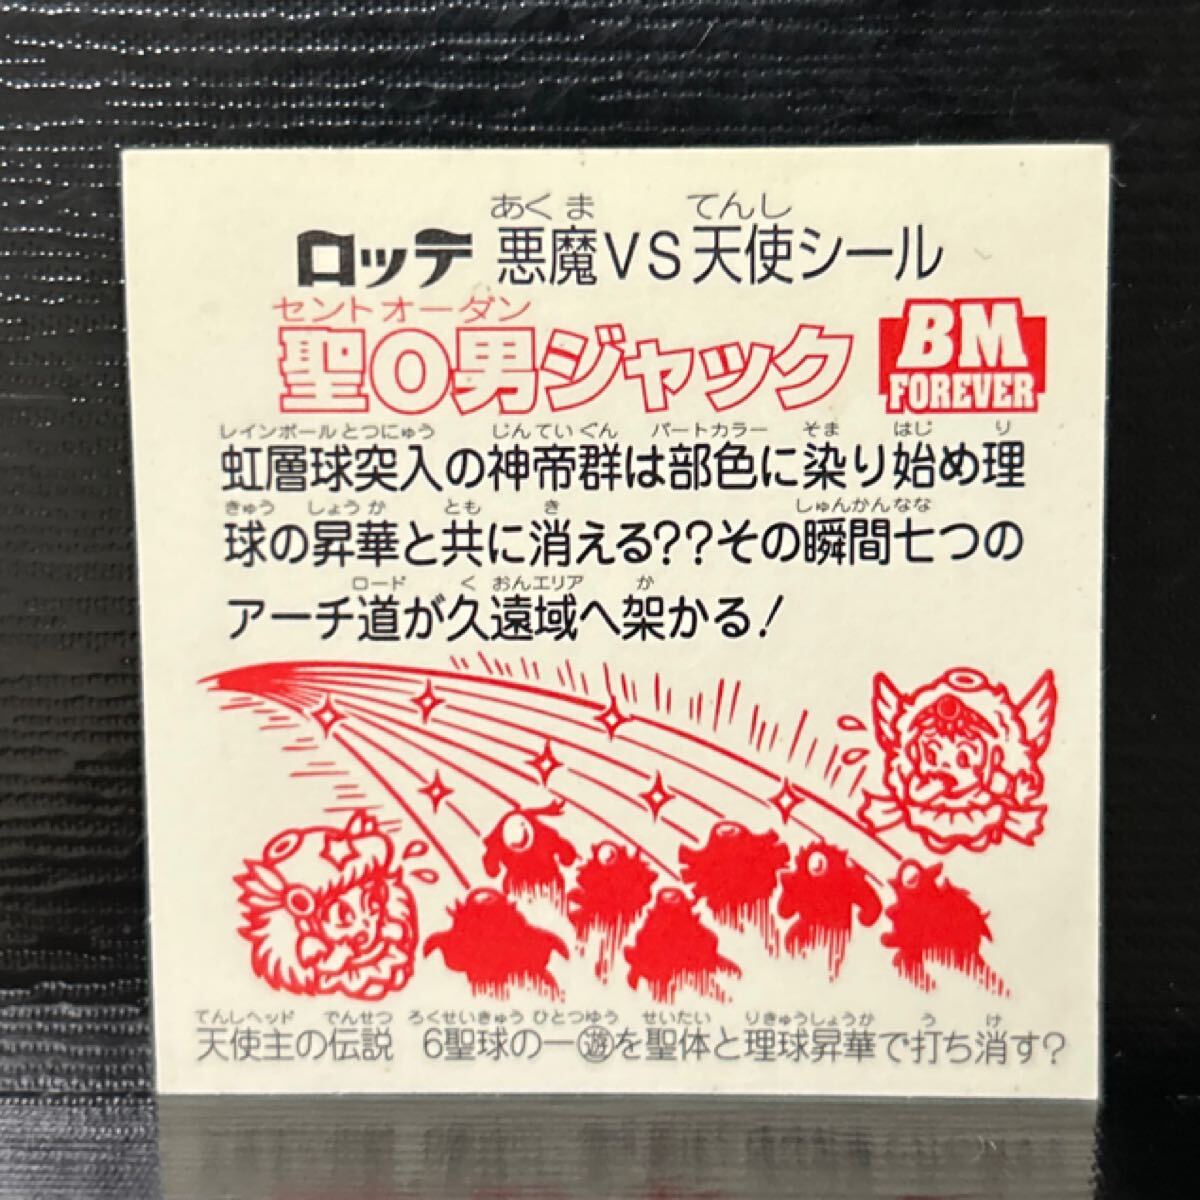 あくま てんし
ロッテ 悪魔VS天使シール
セントオーダン
聖O男ジャック
BM
FOREVER
レインボールとつにゅう じんていぐん パートカラー そま はじ り
虹層球突入の神帝群は部色に染り始め理
きゅう しょうか とも き しゅんかんなな
球の昇華と共に消える??その瞬間七つの
ロード くおんエリア か
アーチ道が久遠域へ架かる!
てんしヘッド でんせつ ろくせいきゅう ひとつゆう せいたい りきゅうしょうか う け
天使主の伝説 6聖球の一遊を聖体と理球昇華で打ち消す?